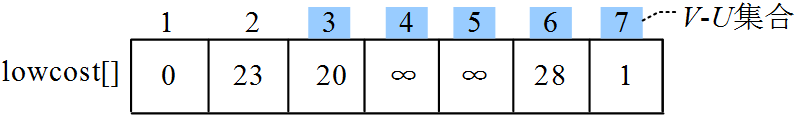 1 2 3 4 5 6 7 V-U集合
lowcost[] 0 23 20 ∞ ∞ 28 1